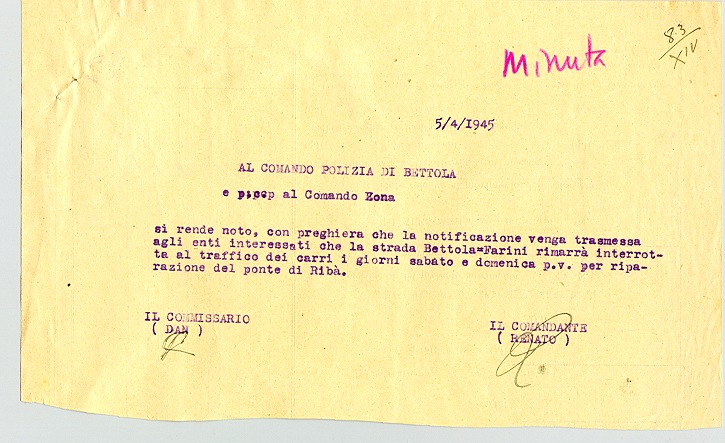 83
XIV
Minuta
5/4/1945
AL COMANDO POLIZIA DI BETTOLA
e p.cop al Comando Zona
si rende noto, con preghiera che la notificazione venga trasmessa
agli enti interessati che la strada Bettola=Farini rimarrà interrot-
ta al traffico dei carri i giorni sabato e domenica p.v. per ripa-
razione del ponte di Ribà.
IL COMMISSARIO
( DAN )
IL COMANDANTE
( RENATO )